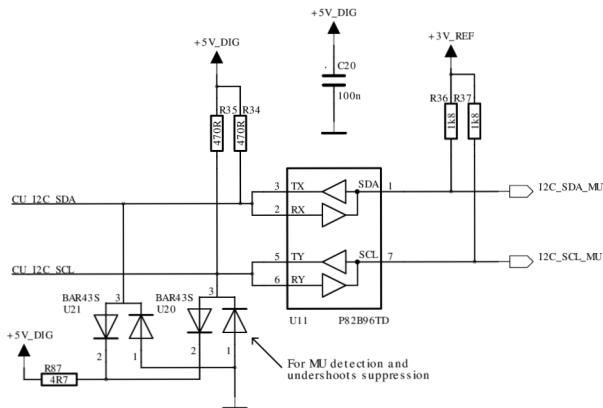 +5V_DIG
+5V_DIG
+3V_REF
C20
100n
R35 R34
470R 470R
R36 R37
1k8 1k8
3 TX SDA 1 I2C_SDA_MU
CU_I2C_SDA
2 RX
5 TY SCL 7 I2C_SCL_MU
CU_I2C_SCL
6 RY
BAR43S 3 BAR43S 3
U21 U20
U11 P82B96TD
+5V_DIG
2 1 2 1
For MU detection and
undershoots suppression
R87
4R7